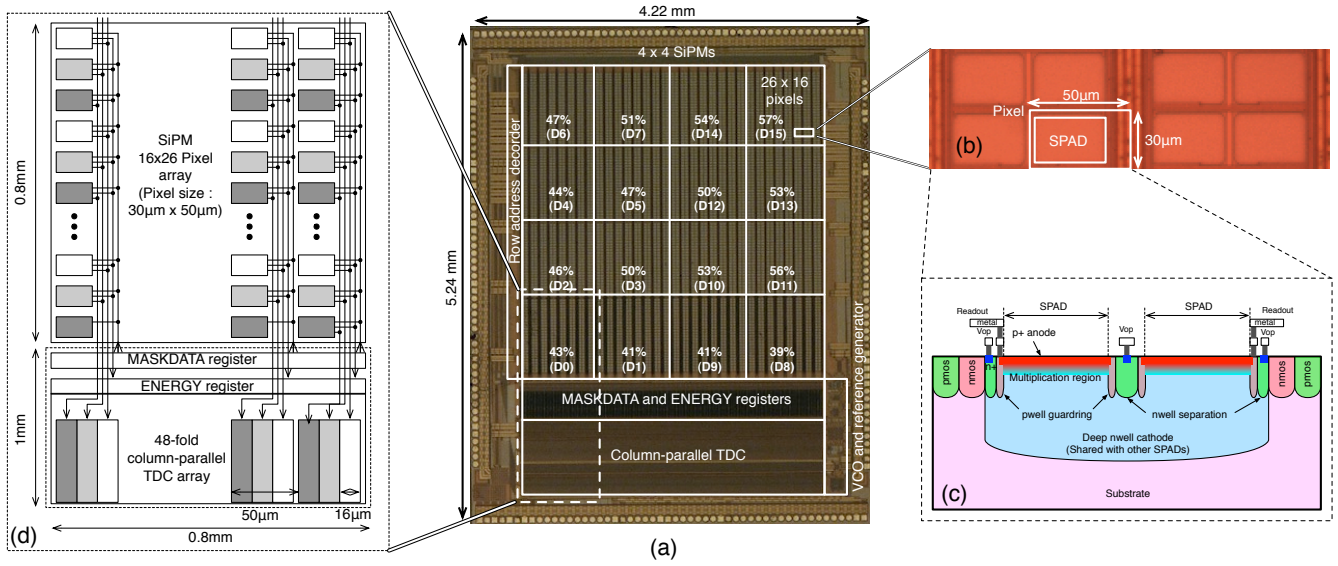 0.8mm
SiPM
16x26 Pixel
array
(Pixel size :
30µm x 50µm)
MASKDATA register
ENERGY register
1mm
48-fold
column-parallel
TDC array
50µm
16µm
0.8mm
(d)
4.22 mm
5.24 mm
4 x 4 SiPMs
Row address decorder
26 x 16
pixels
47%
(D6)
51%
(D7)
54%
(D14)
57%
(D15)
44%
(D4)
47%
(D5)
50%
(D12)
53%
(D13)
46%
(D2)
50%
(D3)
53%
(D10)
56%
(D11)
43%
(D0)
41%
(D1)
41%
(D9)
39%
(D8)
MASKDATA and ENERGY registers
Column-parallel TDC
VCO and reference generator
(a)
Pixel
50µm
SPAD
30µm
(b)
SPAD
SPAD
Readout
metal
Vop
p+ anode
Vop
Readout
metal
Vop
pmos
nmos
n+
Multiplication region
nmos
pmos
pwell guardring
nwell separation
Deep nwell cathode
(Shared with other SPADs)
Substrate
(c)